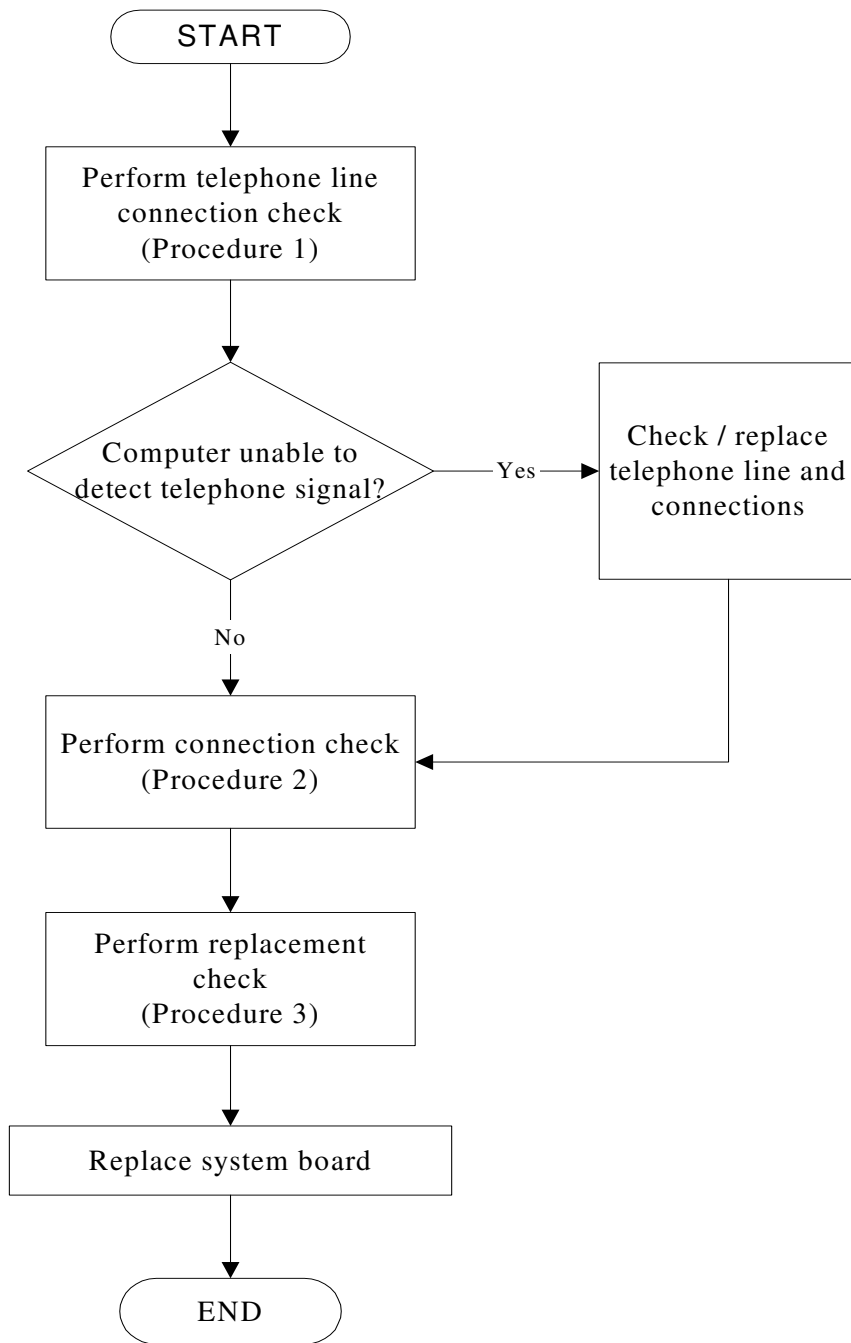 START
Perform telephone line
connection check
(Procedure 1)
Computer unable to
detect telephone signal?
Yes
Check / replace
telephone line and
connections
No
Perform connection check
(Procedure 2)
Perform replacement
check
(Procedure 3)
Replace system board
END